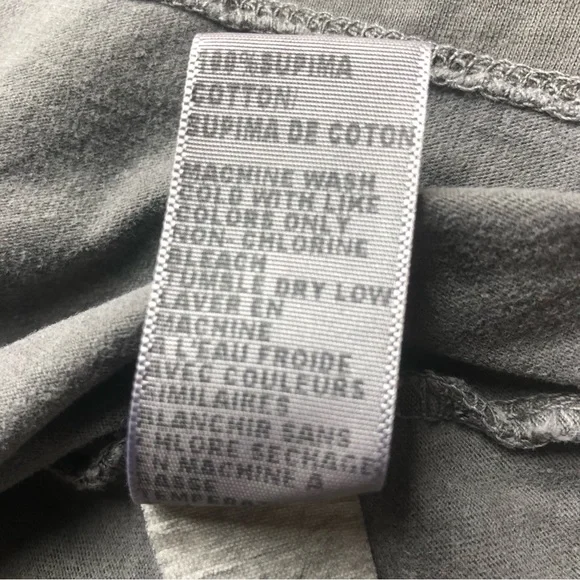 100% SUPIMA
COTTON/
SUPIMA DE COTON
MACHINE WASH
COLD WITH LIKE
COLORS ONLY
NON-CHLORINE
BLEACH
TUMBLE DRY LOW
LAVER EN
MACHINE
A L'EAU FROIDE
AVEC COULEURS
SIMILAIRES
BLANCHIR SANS
CHLORE SECHAGE
EN MACHINE À
BASSE